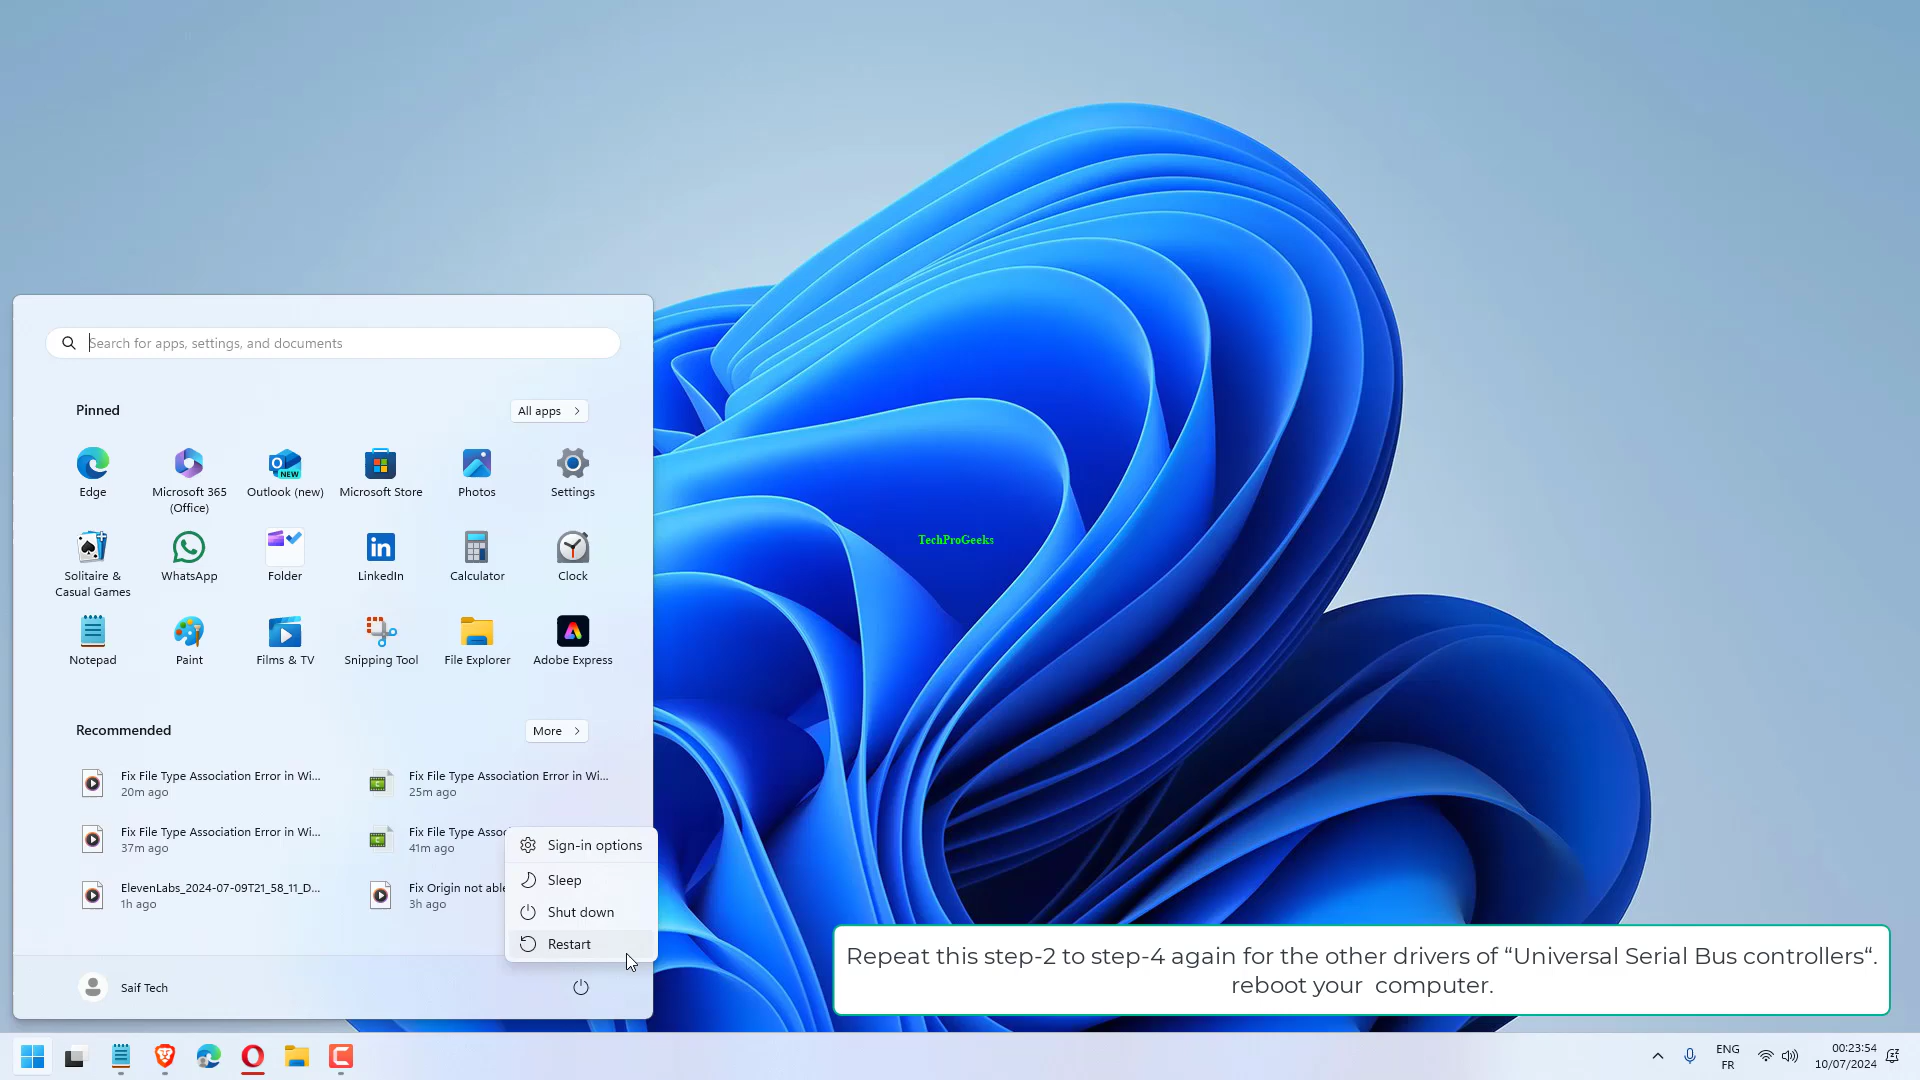 Search for apps, settings, and documents
Pinned
All apps
Edge
Microsoft 365
(Office)
Outlook (new)
NEW
Microsoft Store
Photos
Settings
Solitaire &
Casual Games
WhatsApp
Folder
LinkedIn
Calculator
Clock
Notepad
Paint
Films & TV
Snipping Tool
File Explorer
Adobe Express
TechProGeeks
Recommended
More
Fix File Type Association Error in Wi...
20m ago
Fix File Type Association Error in Wi...
25m ago
Fix File Type Association Error in Wi...
37m ago
Fix File Type Asso
41m ago
ElevenLabs_2024-07-09T21_58_11_D...
1h ago
Fix Origin not able
3h ago
Sign-in options
Sleep
Shut down
Restart
Saif Tech
Repeat this step-2 to step-4 again for the other drivers of “Universal Serial Bus controllers“.
reboot your computer.
ENG
FR
00:23:54
10/07/2024